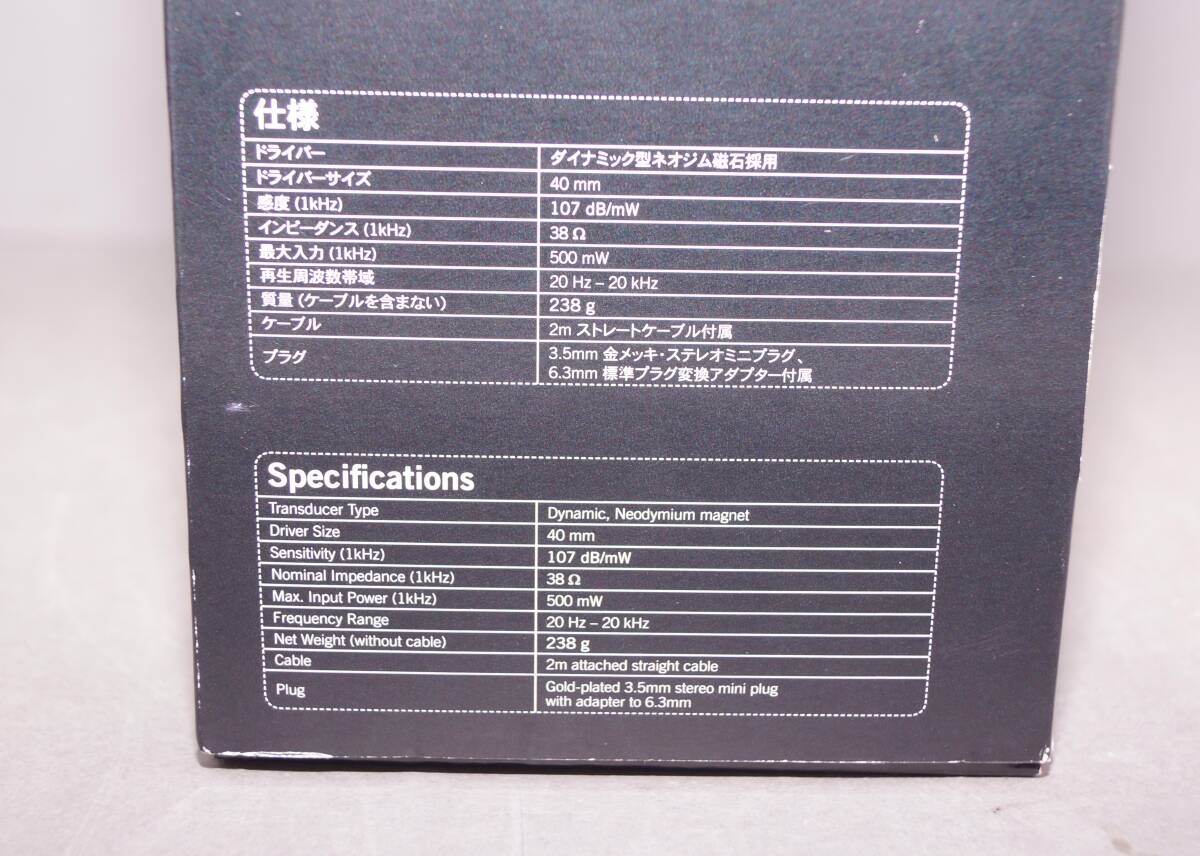 仕様
ドライバー ダイナミック型ネオジム磁石採用
ドライバーサイズ 40 mm
感度 (1kHz) 107 dB/mW
インピーダンス (1kHz) 38 Ω
最大入力 (1kHz) 500 mW
再生周波数帯域 20 Hz – 20 kHz
質量 (ケーブルを含まない) 238 g
ケーブル 2m ストレートケーブル付属
プラグ 3.5mm 金メッキ・ステレオミニプラグ、
6.3mm 標準プラグ変換アダプター付属
Specifications
Transducer Type Dynamic, Neodymium magnet
Driver Size 40 mm
Sensitivity (1kHz) 107 dB/mW
Nominal Impedance (1kHz) 38 Ω
Max. Input Power (1kHz) 500 mW
Frequency Range 20 Hz – 20 kHz
Net Weight (without cable) 238 g
Cable 2m attached straight cable
Plug Gold-plated 3.5mm stereo mini plug
with adapter to 6.3mm